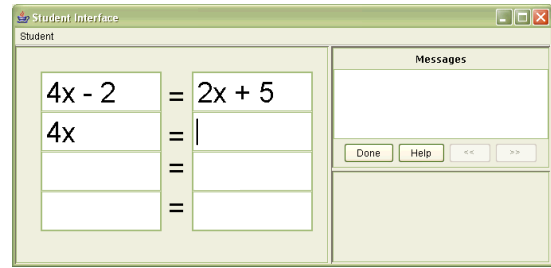 Student Interface
Student
Messages
4x - 2 = 2x + 5
4x =
=
=
Done Help << >>